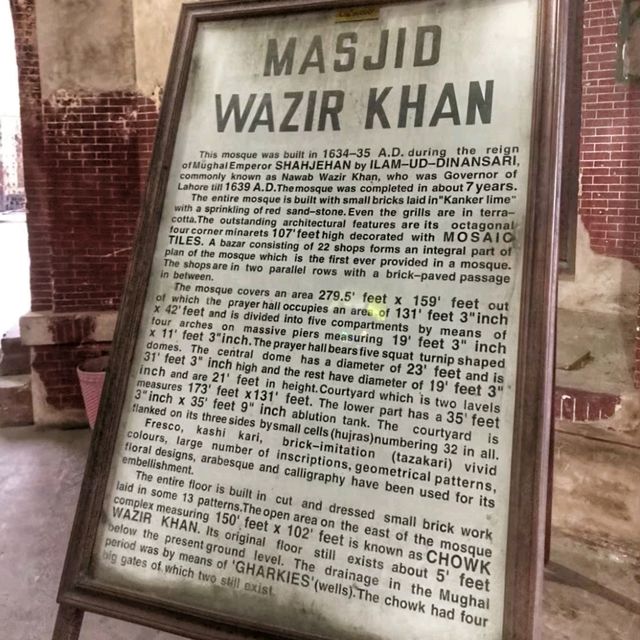 MASJID
WAZIR KHAN
This mosque was built in 1634–35 A.D. during the reign
of Mughal Emperor SHAHJEHAN by ILAM–UD–DINANSARI,
commonly known as Nawab Wazir Khan, who was Governor of
Lahore till 1639 A.D.The mosque was completed in about 7 years.
The entire mosque is built with small bricks laid in"Kanker lime"
with a sprinkling of red sand–stone. Even the grills are in terra–
cotta.The outstanding architectural features are its octagonal
four corner minarets 107'feet high decorated with MOSAIC
TILES. A bazar consisting of 22 shops forms an integral part of
plan of the mosque which is the first ever provided in a mosque.
The shops are in two parallel rows with a brick–paved passage
in between.
The mosque covers an area 279.5' feet x 159' feet out
of which the prayer hall occupies an area of 131' feet 3"inch
x 42'feet and is divided into five compartments by means of
four arches on massive piers measuring 19' feet 3" inch
x 11' feet 3"inch.The prayer hall bears five squat turnip shaped
domes. The central dome has a diameter of 23' feet and is
31' feet 3" inch high and the rest have diameter of 19' feet 3"
inch and are 21' feet in height.Courtyard which is two levels
measures 173' feet x131' feet. The lower part has a 35' feet
3"inch x 35' feet 9" inch ablution tank. The courtyard is
flanked on its three sides by small cells (hujras)numbering 32 in all.
Fresco, kashi kari, brick–imitation (tazakari) vivid
colours, large number of inscriptions, geometrical patterns,
floral designs, arabesque and calligraphy have been used for its
embellishment.
The entire floor is built in cut and dressed small brick work
laid in some 13 patterns.The open area on the east of the mosque
complex measuring 150' feet x 102' feet is known as CHOWK
WAZIR KHAN. Its original floor still exists about 5' feet
below the present ground level. The drainage in the Mughal
period was by means of 'GHARKIES'(wells).The chowk had four
big gates of which two still exist.